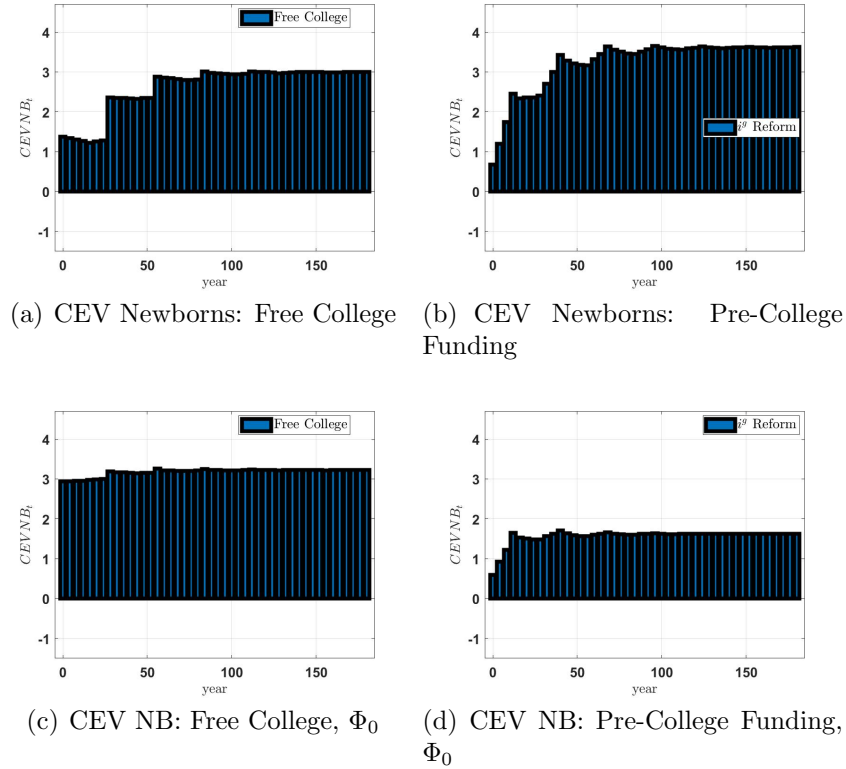 Free College
4
3
2
1
0
-1
CEVNB_t
0 50 100 150
year
(a) CEV Newborns: Free College
4
3
2
1
0
-1
CEVNB_t
i^g Reform
0 50 100 150
year
(b) CEV Newborns: Pre-College
Funding
Free College
4
3
2
1
0
-1
CEVNB_t
0 50 100 150
year
(c) CEV NB: Free College, Φ_0
i^g Reform
4
3
2
1
0
-1
CEVNB_t
0 50 100 150
year
(d) CEV NB: Pre-College Funding,
Φ_0